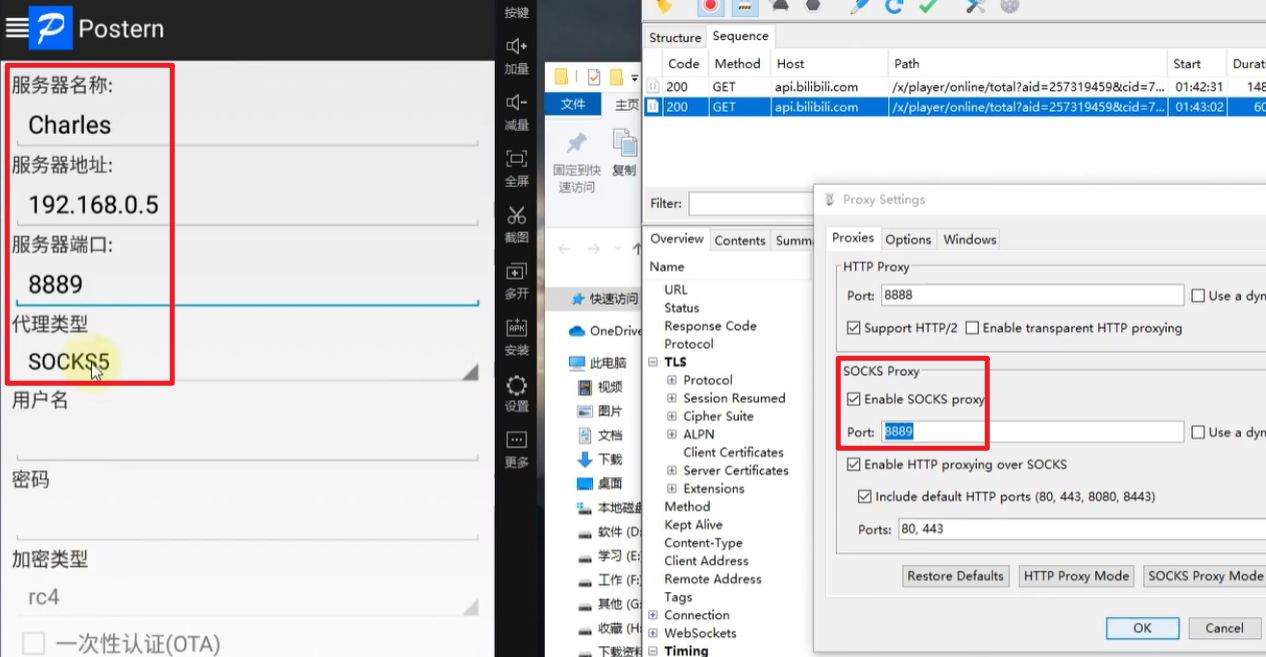 Postern
服务器名称:
Charles
服务器地址:
192.168.0.5
服务器端口:
8889
代理类型
SOCKS5
用户名
密码
加密类型
rc4
一次性认证(OTA)
按键
加量
减量
全屏
截图
多开
APK
安装
设置
更多
文件
主页
固定到快
速访问
复制
快速访问
OneDrive
此电脑
视频
图片
文档
下载
桌面
本地磁盘
软件 (D:
学习 (E:
工作 (F:
其他 (G:
收藏 (H:
下载资料
Structure Sequence
Code Method Host Path Start Durati
200 GET api.bilibili.com /x/player/online/total?aid=257319459&cid=7... 01:42:31 148
200 GET api.bilibili.com /x/player/online/total?aid=257319459&cid=7... 01:43:02 60
Filter:
Overview Contents Summ
Name
URL
Status
Response Code
Protocol
TLS
Protocol
Session Resumed
Cipher Suite
ALPN
Client Certificates
Server Certificates
Extensions
Method
Kept Alive
Content-Type
Client Address
Remote Address
Tags
Connection
WebSockets
Timing
Proxy Settings
Proxies Options Windows
HTTP Proxy
Port: 8888 Use a dyn
Support HTTP/2 Enable transparent HTTP proxying
SOCKS Proxy
Enable SOCKS proxy
Port: 8889 Use a dyn
Enable HTTP proxying over SOCKS
Include default HTTP ports (80, 443, 8080, 8443)
Ports: 80, 443
Restore Defaults HTTP Proxy Mode SOCKS Proxy Mode
OK Cancel